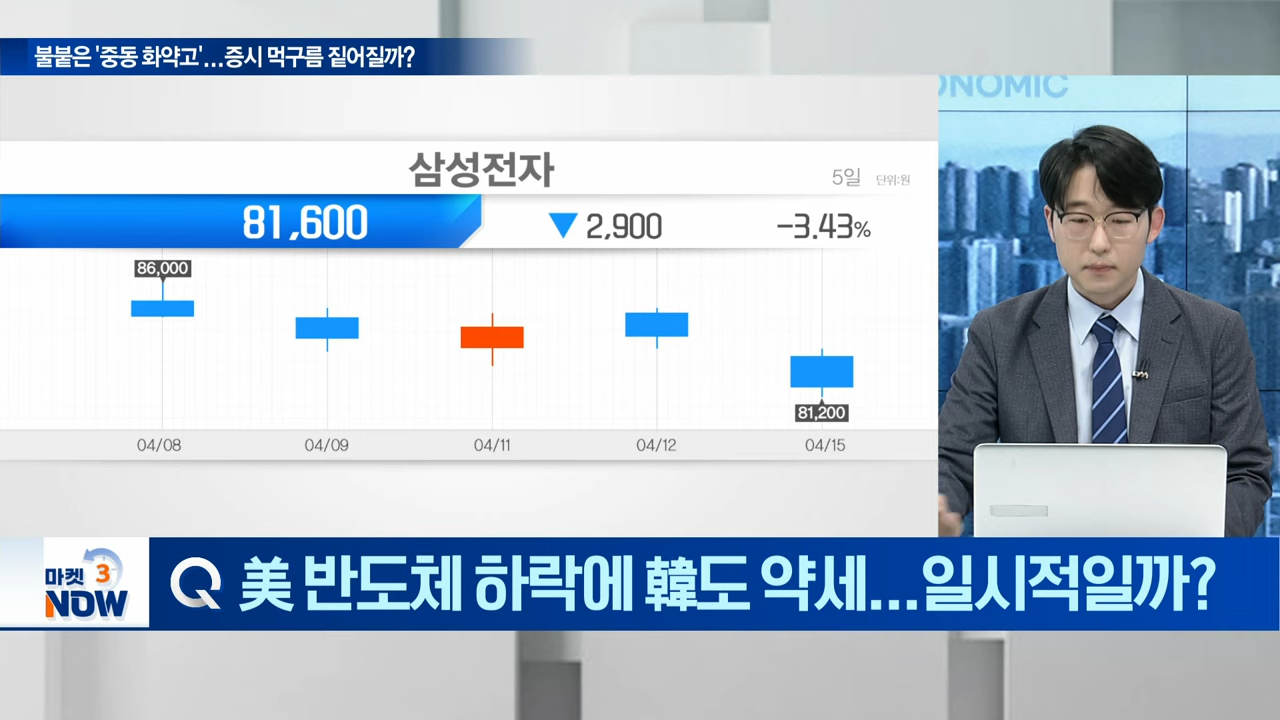 불붙은 '중동 화약고'...증시 먹구름 짙어질까?
NOMIC
삼성전자
5일 단위:원
81,600 ▼ 2,900 -3.43%
86,000
81,200
04/08 04/09 04/11 04/12 04/15
마켓 3
NOW
Q 美 반도체 하락에 韓도 약세...일시적일까?